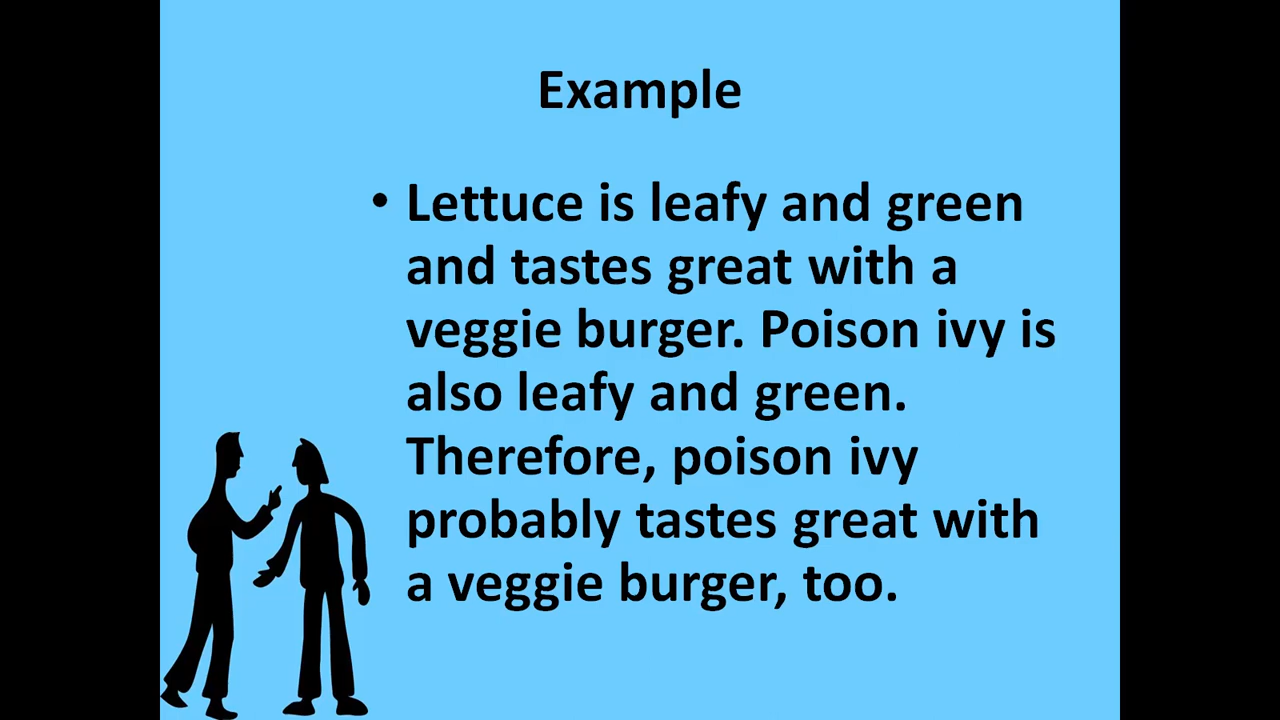 Example
• Lettuce is leafy and green
and tastes great with a
veggie burger. Poison ivy is
also leafy and green.
Therefore, poison ivy
probably tastes great with
a veggie burger, too.